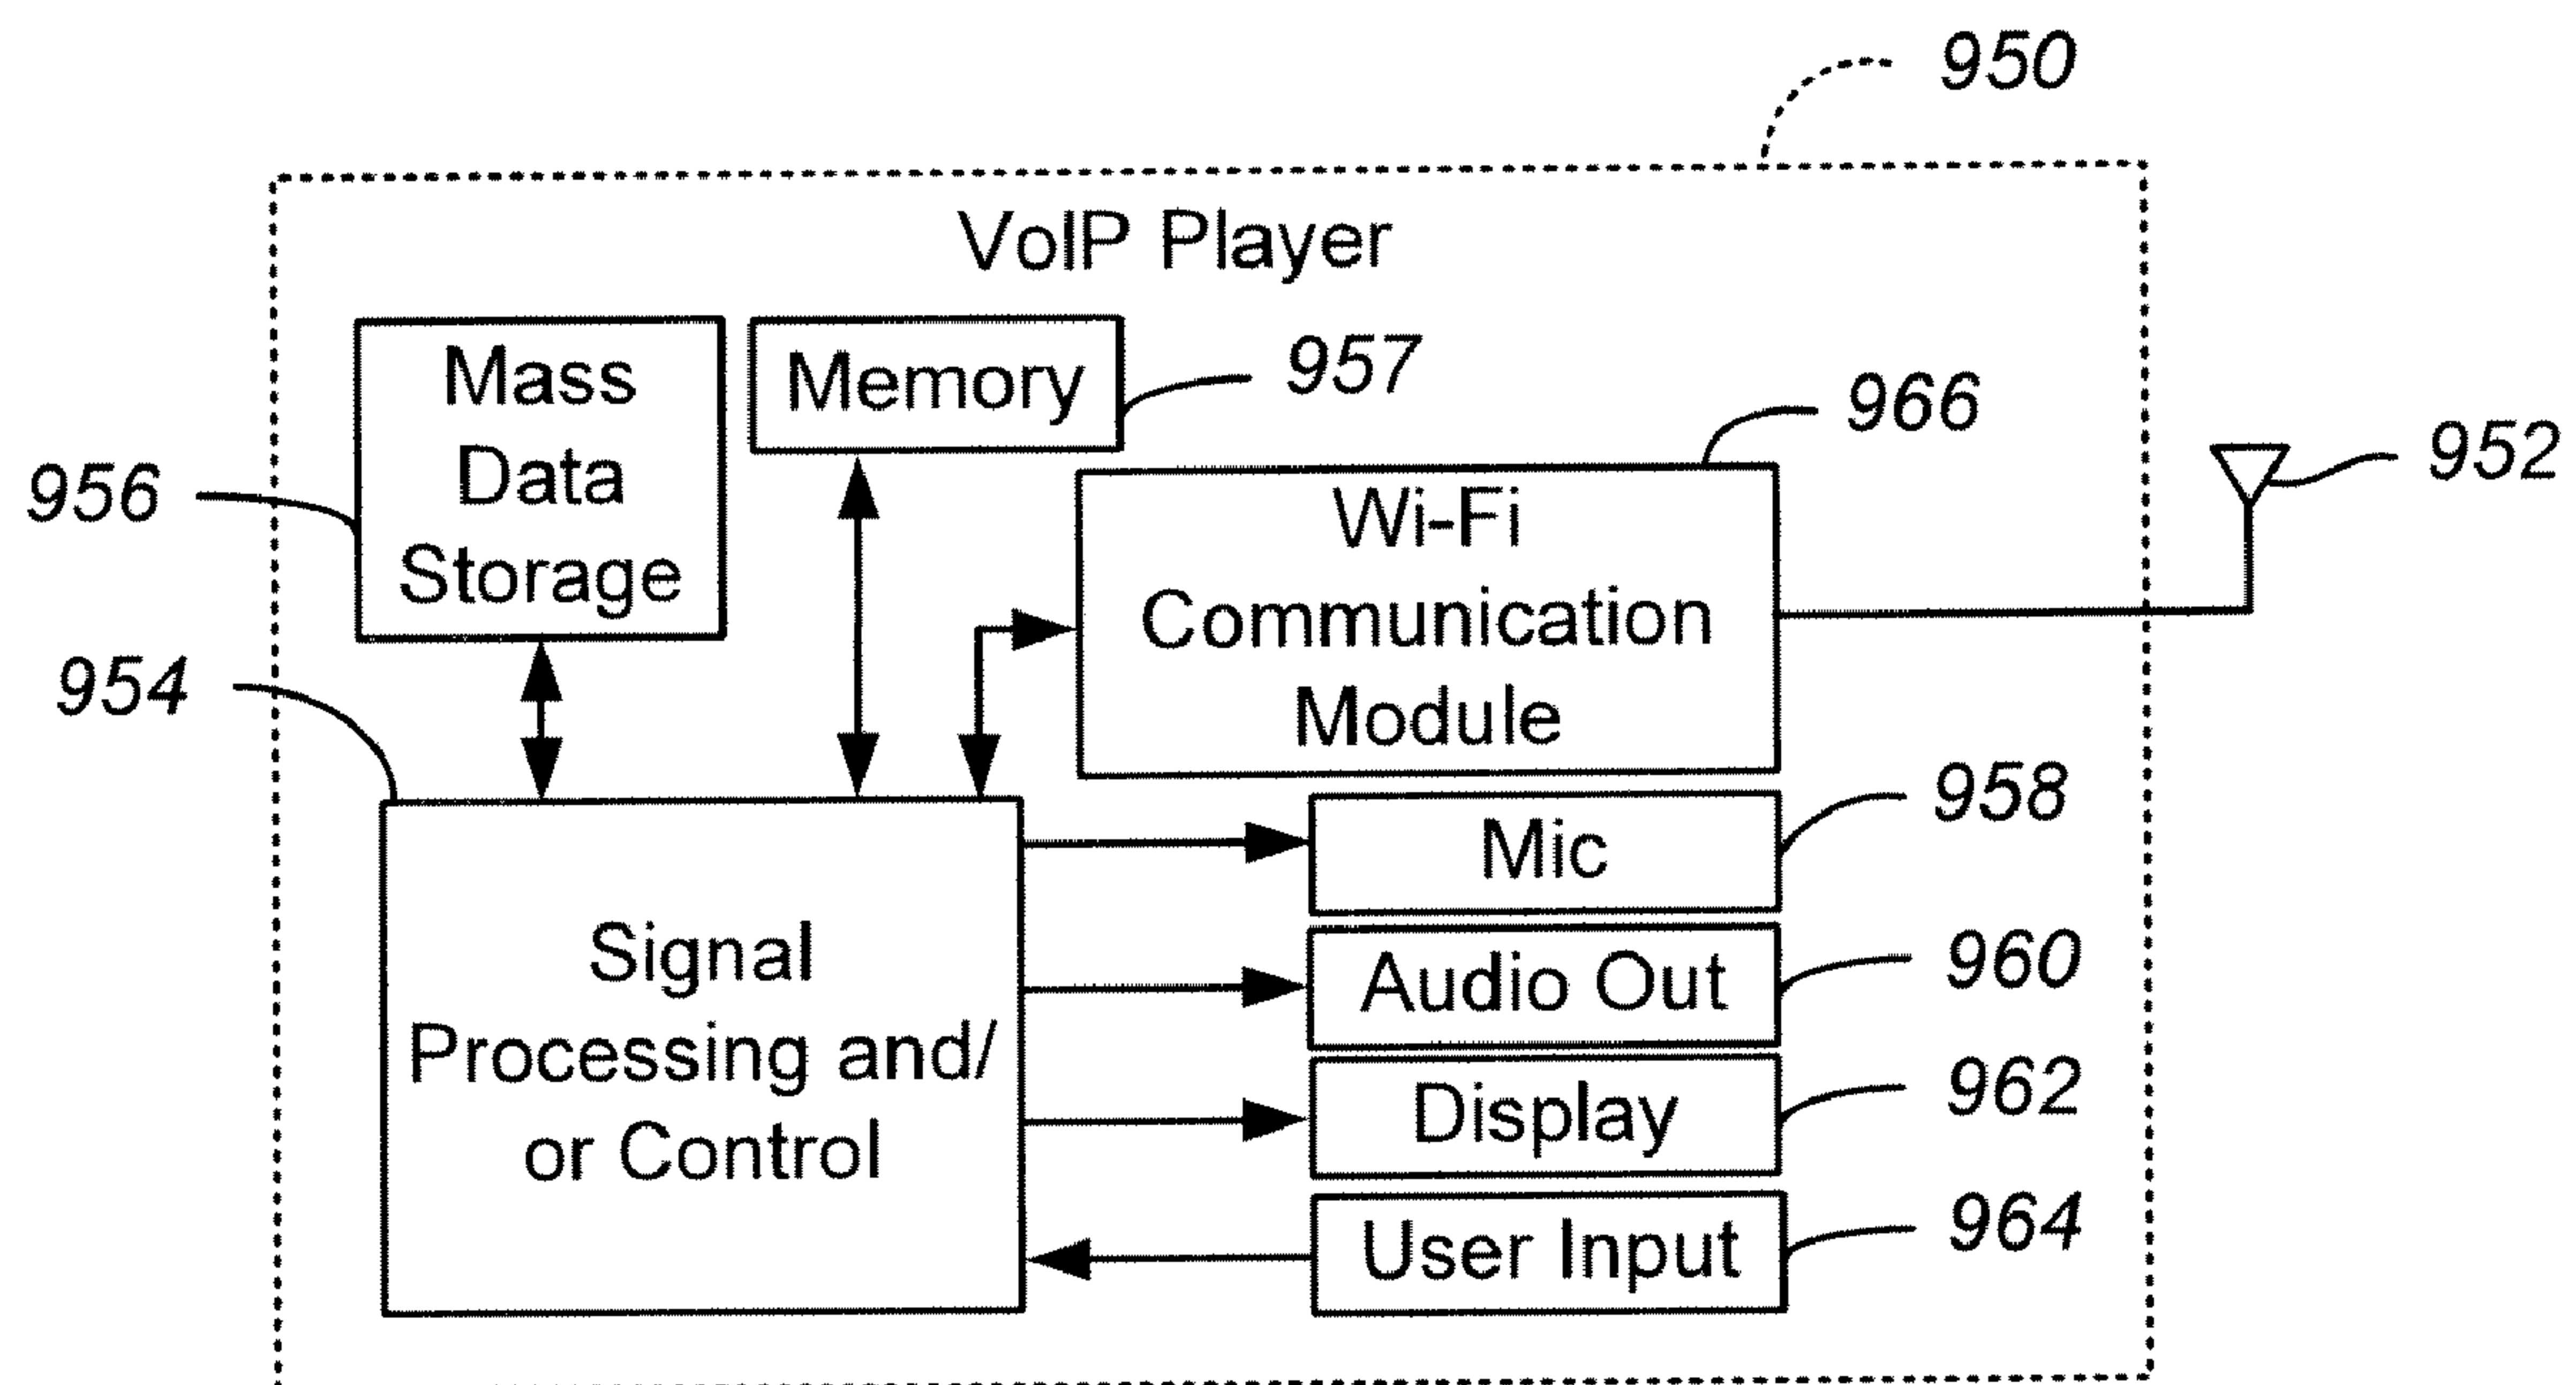 950
VoIP Player
Mass
Data
Storage
Memory
957
966
952
956
Wi-Fi
Communication
Module
954
958
Mic
Signal
Processing and/
or Control
960
Audio Out
962
Display
964
User Input